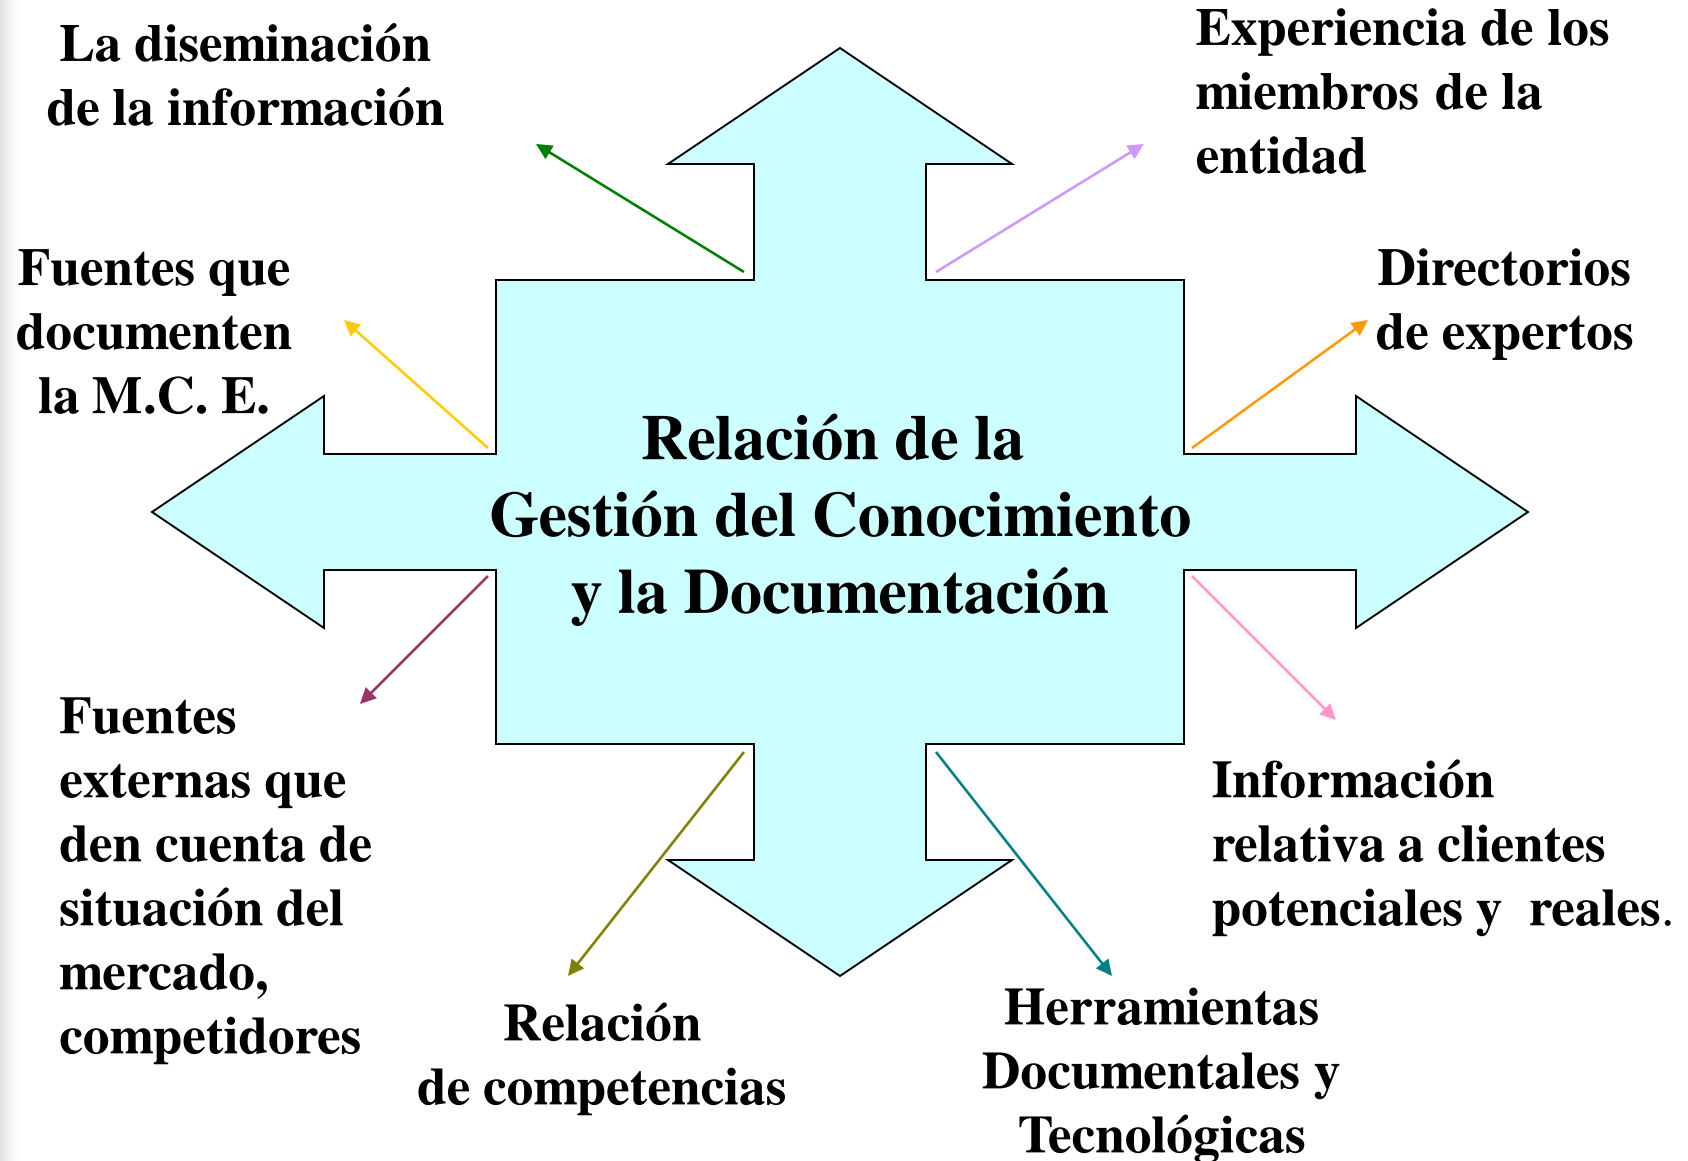 La diseminación
de la información
Experiencia de los
miembros de la
entidad
Fuentes que
documenten
la M.C. E.
Directorios
de expertos
Relación de la
Gestión del Conocimiento
y la Documentación
Fuentes
externas que
den cuenta de
situación del
mercado,
competidores
Información
relativa a clientes
potenciales y  reales.
Relación
de competencias
Herramientas
Documentales y
Tecnológicas